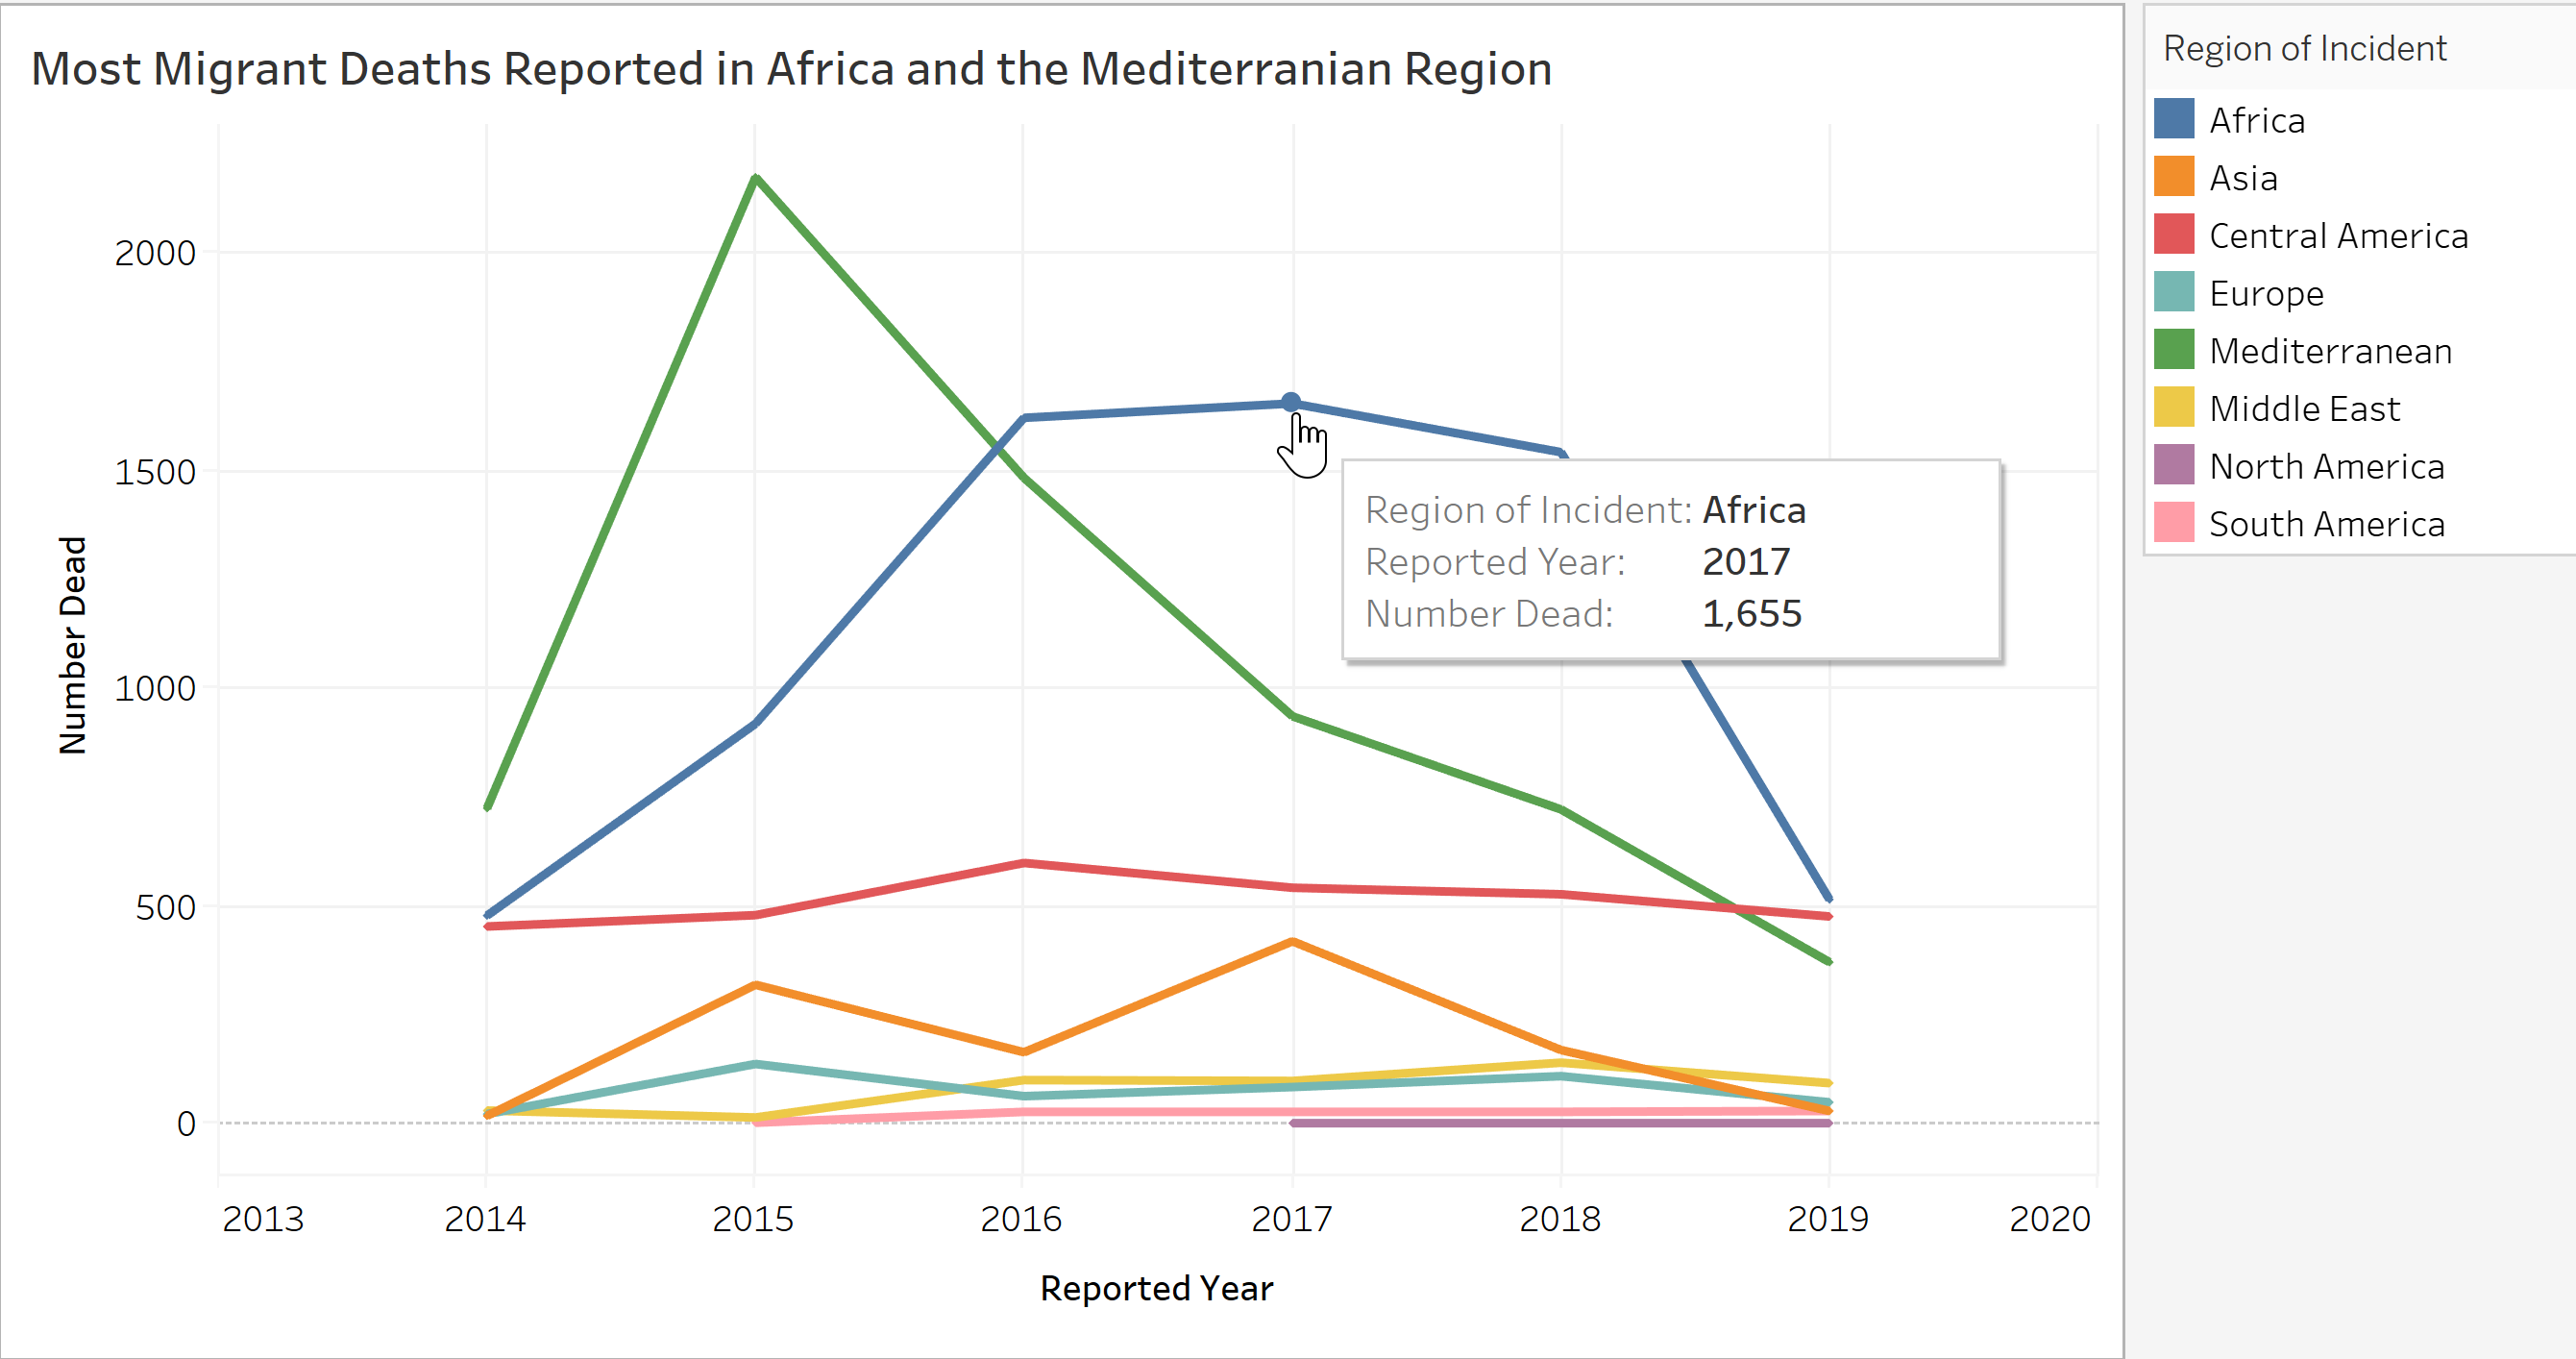 Most Migrant Deaths Reported in Africa and the Mediterranian Region
Number Dead
2000
1500
1000
500
0
Region of Incident: Africa
Reported Year: 2017
Number Dead: 1,655
2013 2014 2015 2016 2017 2018 2019 2020
Reported Year
Region of Incident
Africa
Asia
Central America
Europe
Mediterranean
Middle East
North America
South America